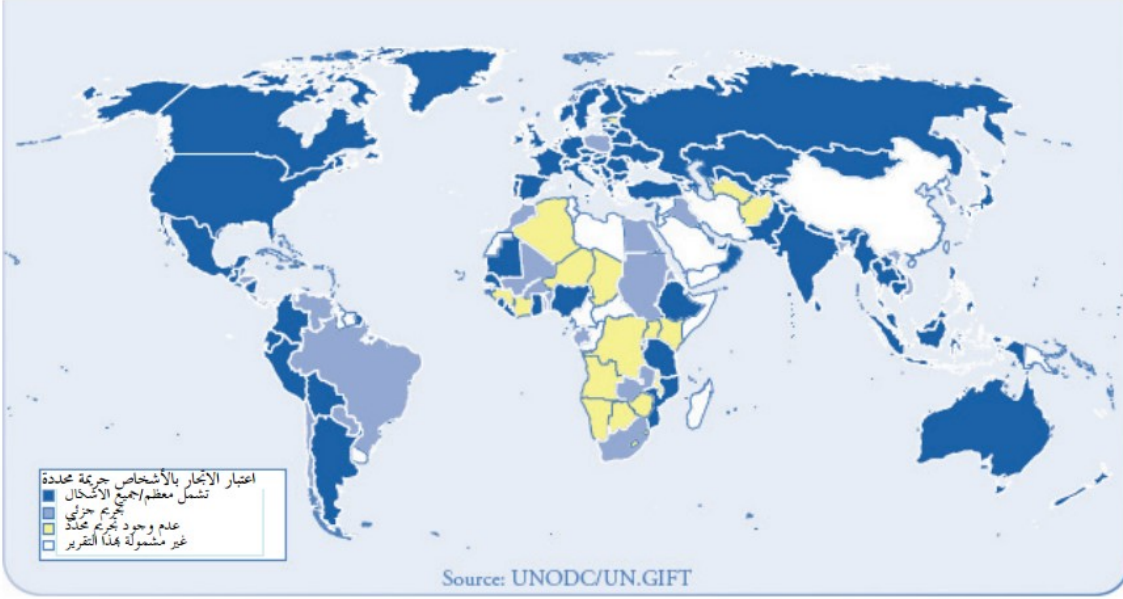 اعتبار الاتجار بالأشخاص جريمة محددة
تشمل معظم/جميع الأشكال
تجريم جزئي
عدم وجود تجريم محدد
غير مشمولة بهذا التقرير
Source: UNODC/UN.GIFT